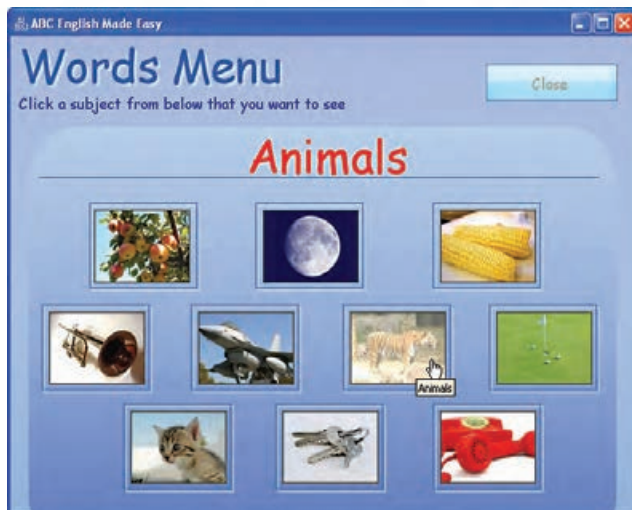 ABC English Made Easy
Words Menu
Close
Click a subject from below that you want to see
Animals
Animals